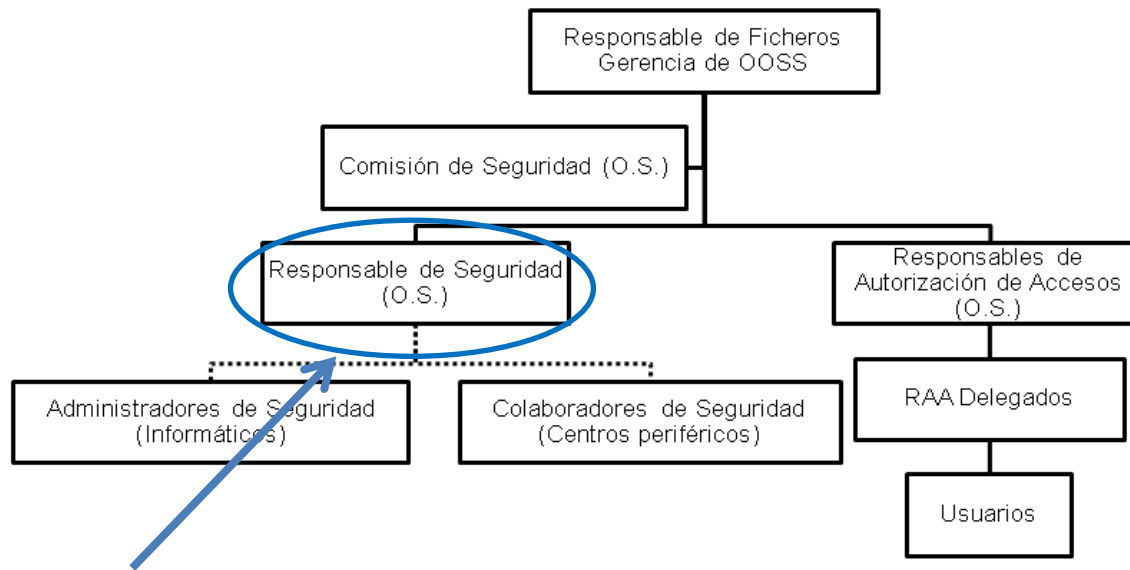 Responsable de Ficheros
Gerencia de OOSS
Comisión de Seguridad (O.S.)
Responsable de Seguridad
(O.S.)
Responsables de
Autorización de Accesos
(O.S.)
Administradores de Seguridad
(Informáticos)
Colaboradores de Seguridad
(Centros periféricos)
RAA Delegados
Usuarios